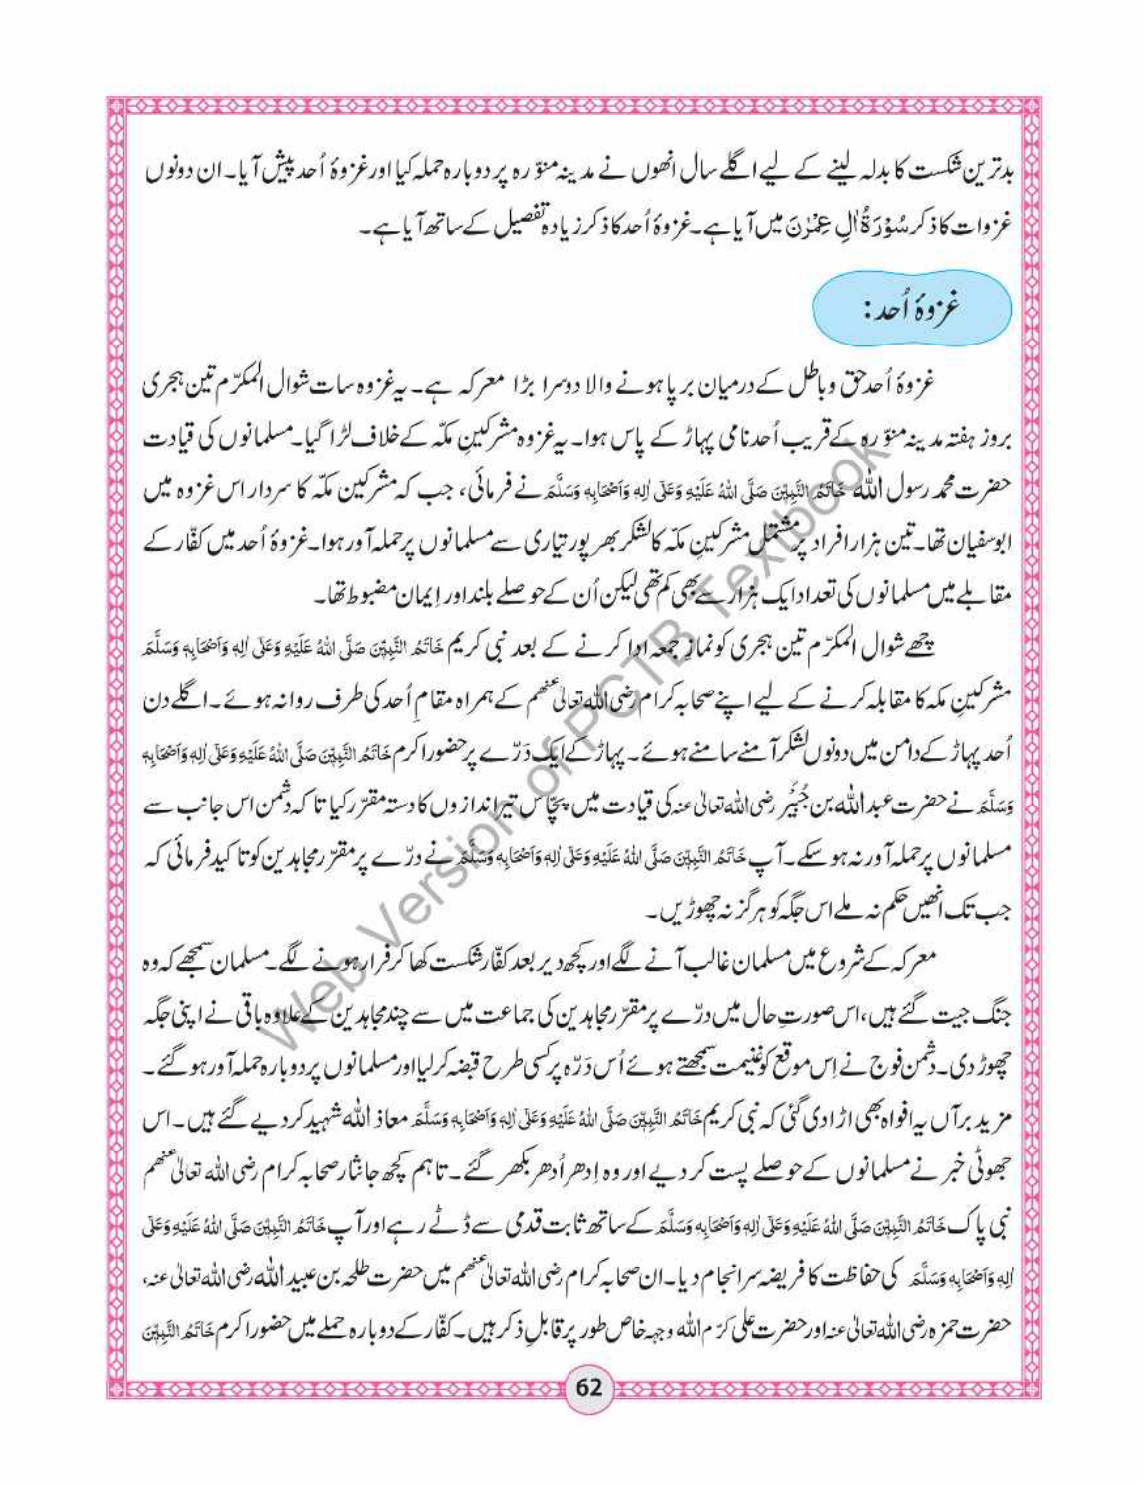 بدترین شکست کا بدلہ لینے کے لیے اگلے سال انھوں نے مدینہ منوّرہ پر دوبارہ حملہ کیا اور غزوۂ اُحد پیش آیا۔ ان دونوں
غزوات کا ذکر سُوْرَۃُ اٰلِ عِمْرٰنَ میں آیا ہے۔ غزوۂ اُحد کا ذکر زیادہ تفصیل کے ساتھ آیا ہے۔
غزوۂ اُحد:
غزوۂ اُحد حق و باطل کے درمیان برپا ہونے والا دوسرا بڑا معرکہ ہے۔ یہ غزوہ سات شوال المکرّم تین ہجری
بروز ہفتہ مدینہ منوّرہ کے قریب اُحد نامی پہاڑ کے پاس ہوا۔ یہ غزوہ مشرکینِ مکّہ کے خلاف لڑا گیا۔ مسلمانوں کی قیادت
حضرت محمد رسول اللہ خَاتَمُ النَّبِیّٖنَ صَلَّی اللہُ عَلَیْہِ وَعَلٰی اٰلِہٖ وَاَصْحَابِہٖ وَسَلَّمَ نے فرمائی، جب کہ مشرکین مکّہ کا سردار اس غزوہ میں
ابوسفیان تھا۔ تین ہزار افراد پر مشتمل مشرکینِ مکّہ کا لشکر بھرپور تیاری سے مسلمانوں پر حملہ آور ہوا۔ غزوۂ اُحد میں کفّار کے
مقابلے میں مسلمانوں کی تعداد ایک ہزار سے بھی کم تھی لیکن اُن کے حوصلے بلند اور اِیمان مضبوط تھا۔
چھے شوال المکرّم تین ہجری کو نمازِ جمعہ ادا کرنے کے بعد نبی کریم خَاتَمُ النَّبِیّٖنَ صَلَّی اللہُ عَلَیْہِ وَعَلٰی اٰلِہٖ وَاَصْحَابِہٖ وَسَلَّمَ
مشرکینِ مکہ کا مقابلہ کرنے کے لیے اپنے صحابہ کرام رضی اللہ تعالیٰ عنھم کے ہمراہ مقامِ اُحد کی طرف روانہ ہوئے۔ اگلے دن
اُحد پہاڑ کے دامن میں دونوں لشکر آمنے سامنے ہوئے۔ پہاڑ کے ایک دَرّے پر حضور اکرم خَاتَمُ النَّبِیّٖنَ صَلَّی اللہُ عَلَیْہِ وَعَلٰی اٰلِہٖ وَاَصْحَابِہٖ
وَسَلَّمَ نے حضرت عبداللہ بن جُبَیْر رضی اللہ تعالیٰ عنہ کی قیادت میں پچّاس تیراندازوں کا دستہ مقرّر کیا تا کہ دشمن اس جانب سے
مسلمانوں پر حملہ آور نہ ہو سکے۔ آپ خَاتَمُ النَّبِیّٖنَ صَلَّی اللہُ عَلَیْہِ وَعَلٰی اٰلِہٖ وَاَصْحَابِہٖ وَسَلَّمَ نے درّے پر مقرّر مجاہدین کو تاکید فرمائی کہ
جب تک انھیں حکم نہ ملے اس جگہ کو ہرگز نہ چھوڑیں۔
معرکہ کے شروع میں مسلمان غالب آنے لگے اور کچھ دیر بعد کفّار شکست کھا کر فرار ہونے لگے۔ مسلمان سمجھے کہ وہ
جنگ جیت گئے ہیں، اس صورتِ حال میں درّے پر مقرّر مجاہدین کی جماعت میں سے چند مجاہدین کے علاوہ باقی نے اپنی جگہ
چھوڑ دی۔ دشمن فوج نے اِس موقع کو غنیمت سمجھتے ہوئے اُس دَرّہ پر کسی طرح قبضہ کر لیا اور مسلمانوں پر دوبارہ حملہ آور ہو گئے۔
مزید برآں یہ افواہ بھی اڑا دی گئی کہ نبی کریم خَاتَمُ النَّبِیّٖنَ صَلَّی اللہُ عَلَیْہِ وَعَلٰی اٰلِہٖ وَاَصْحَابِہٖ وَسَلَّمَ معاذ اللہ شہید کر دیے گئے ہیں۔ اس
جھوٹی خبر نے مسلمانوں کے حوصلے پست کر دیے اور وہ اِدھر اُدھر بکھر گئے۔ تاہم کچھ جانثار صحابہ کرام رضی اللہ تعالیٰ عنھم
نبی پاک خَاتَمُ النَّبِیّٖنَ صَلَّی اللہُ عَلَیْہِ وَعَلٰی اٰلِہٖ وَاَصْحَابِہٖ وَسَلَّمَ کے ساتھ ثابت قدمی سے ڈٹے رہے اور آپ خَاتَمُ النَّبِیّٖنَ صَلَّی اللہُ عَلَیْہِ وَعَلٰی
اٰلِہٖ وَاَصْحَابِہٖ وَسَلَّمَ کی حفاظت کا فریضہ سرانجام دیا۔ ان صحابہ کرام رضی اللہ تعالیٰ عنھم میں حضرت طلحہ بن عبید اللہ رضی اللہ تعالیٰ عنہ،
حضرت حمزہ رضی اللہ تعالیٰ عنہ اور حضرت علی کرّم اللہ وجہہ خاص طور پر قابلِ ذکر ہیں۔ کفّار کے دوبارہ حملے میں حضور اکرم خَاتَمُ النَّبِیّٖنَ
62
Web Version of PCTB Textbook